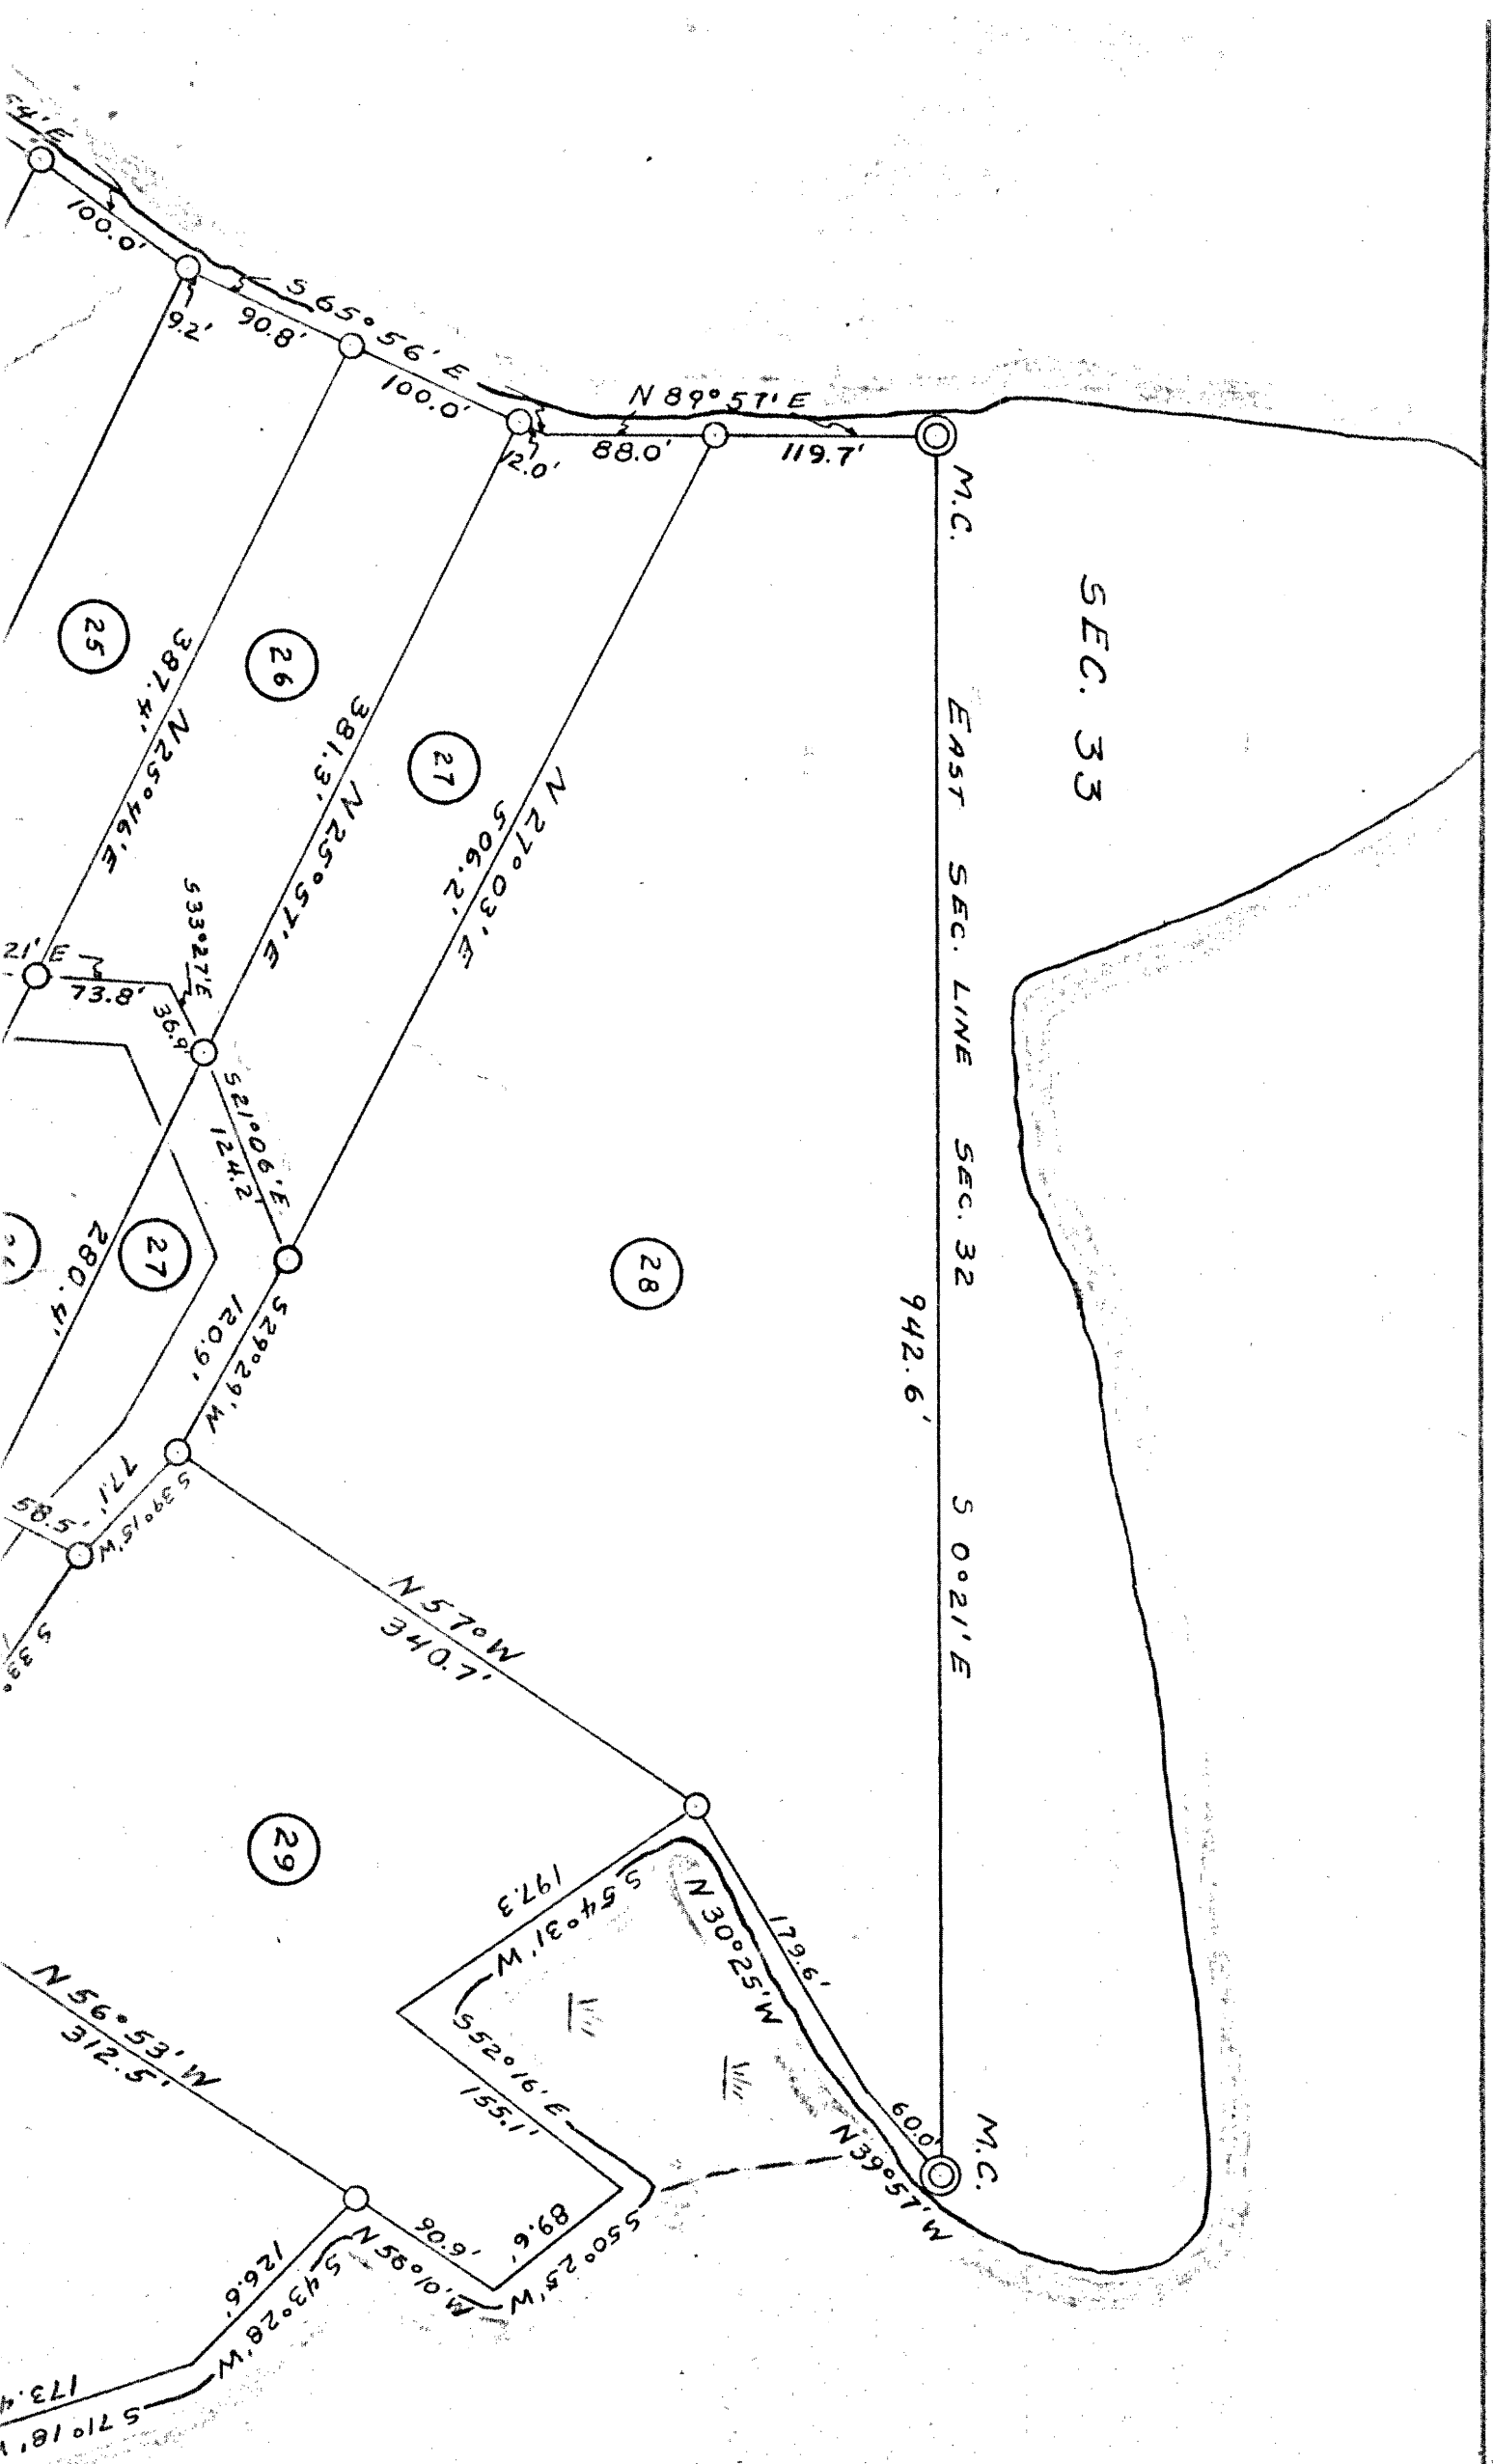 SEC. 33
M.C.
EAST SEC. LINE SEC. 32
942.6'
S 0°21' E
M.C.
N 89°57' E
119.7'
88.0'
12.0'
S 65°56' E
100.0'
90.8'
9.2'
54' E
100.0'
25
26
27
28
387.4'
N 25°46' E
381.3'
N 25°57' E
N 27°03' E
506.2'
21' E
73.8'
S 33°27' E
36.9'
S 21°06' E
124.2'
S 29°29' W
120.9'
27
280.4'
77.1'
S 39°15' W
58.5'
S 33°
N 57° W
340.7'
29
197.3
S 54°31' W
N 30°25' W
179.6'
60.0'
N 39°57' W
S 52°16' E
155.1'
89.6'
S 50°25' W
90.9'
N 56°53' W
312.5'
126.6'
S 43°28' W
173.4
S 71°18'